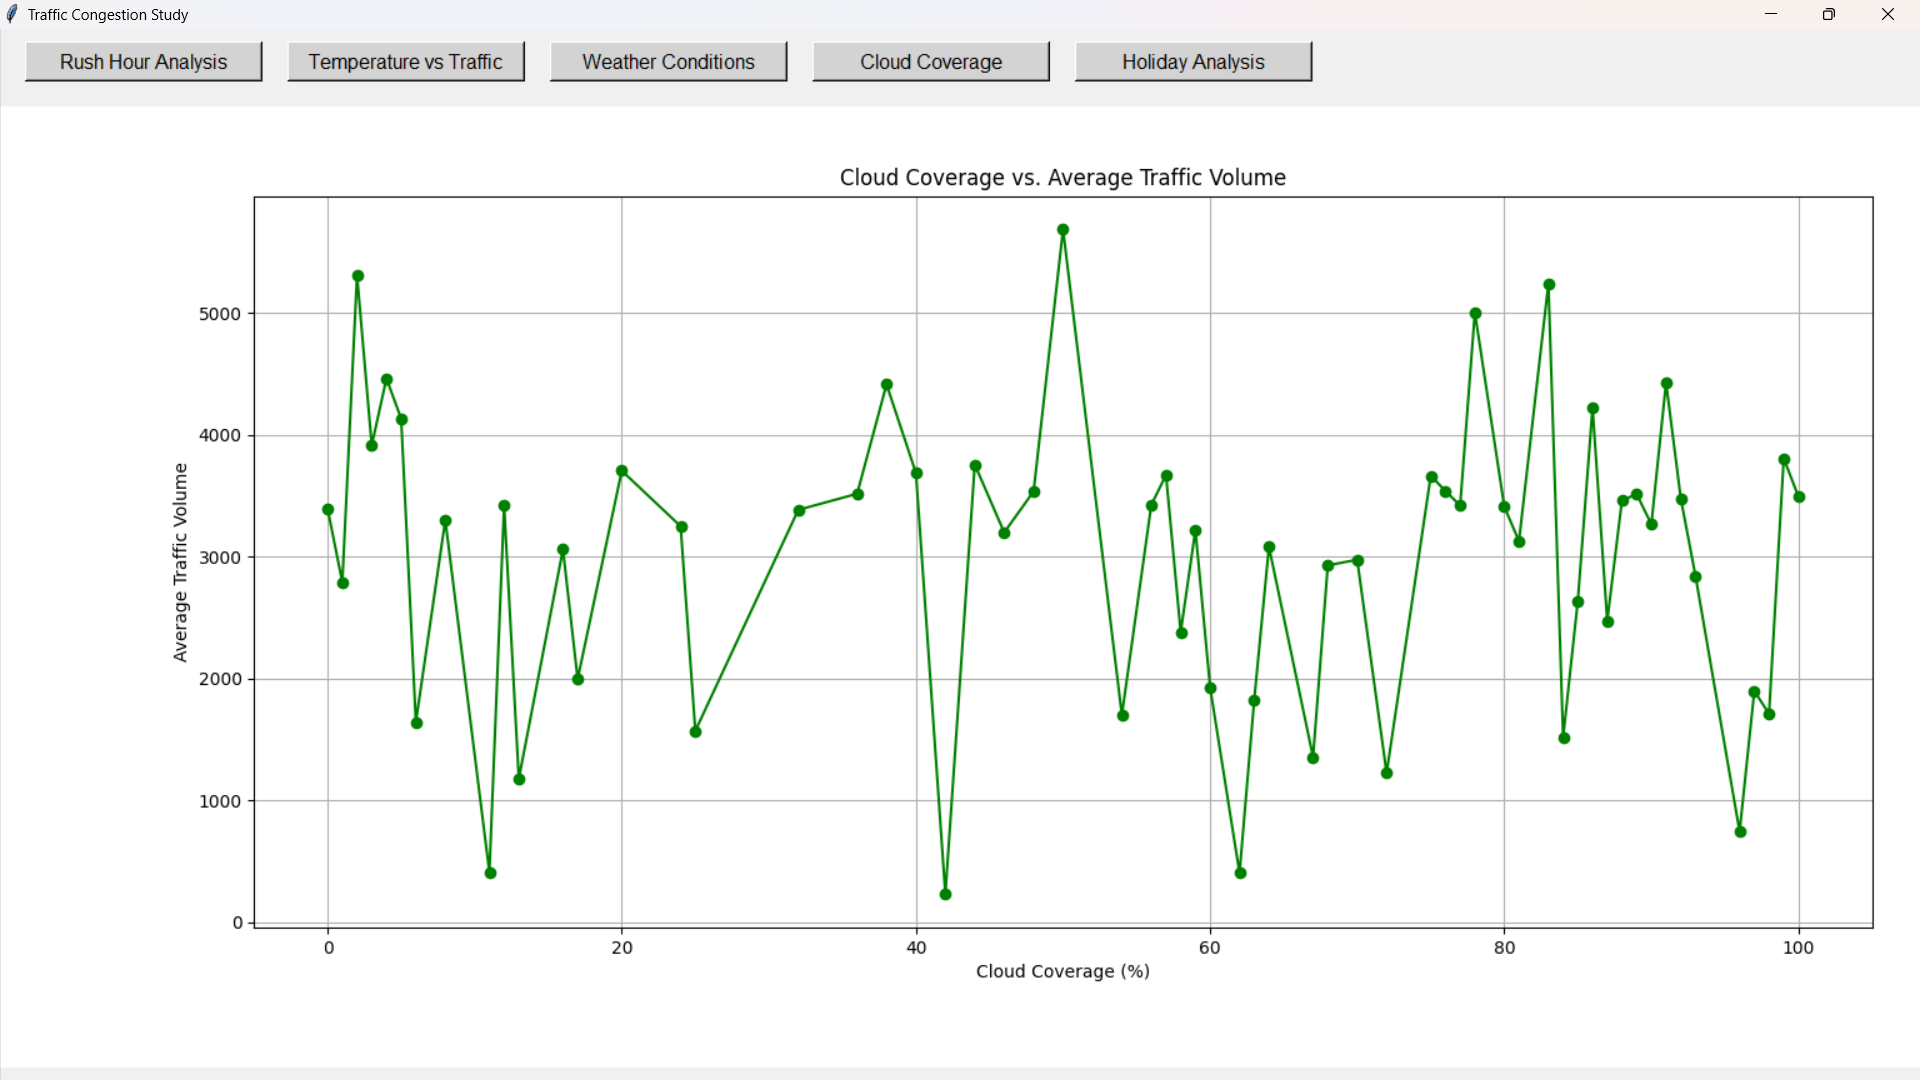 Traffic Congestion Study
Rush Hour Analysis
Temperature vs Traffic
Weather Conditions
Cloud Coverage
Holiday Analysis
Cloud Coverage vs. Average Traffic Volume
Average Traffic Volume
5000
4000
3000
2000
1000
0
0
20
40
60
80
100
Cloud Coverage (%)